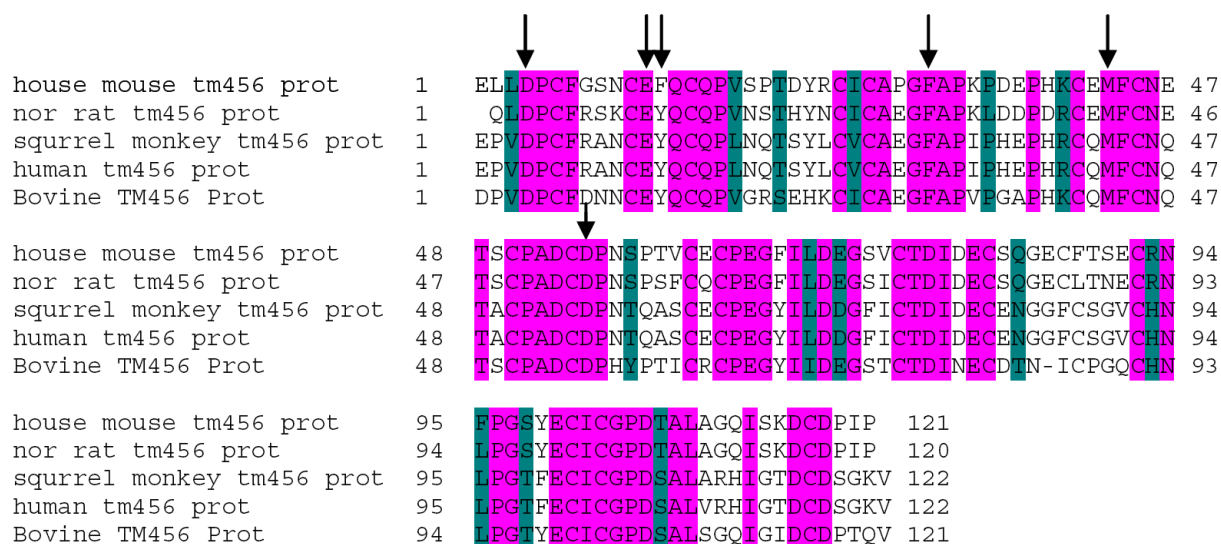 house mouse tm456 prot 1 ELLDPCFGSNCEFQCQPVSPTDYRCICAPGFAPKPDEPHKCEMFCNE 47
nor rat tm456 prot 1 QLDPCFRSKCEYQCQPVNSTHYNCICAEGFAPKLDDPDRCEMFCNE 46
squrrel monkey tm456 prot 1 EPVDPCFRANCEYQCQPLNQTSYLCVCAEGFAPIPHEPHRCQMFCNQ 47
human tm456 prot 1 EPVDPCFRANCEYQCQPLNQTSYLCVCAEGFAPIPHEPHRCQMFCNQ 47
Bovine TM456 Prot 1 DPVDPCFDNNCEYQCQPVGRSEHKCICAEGFAPVPGAPHKCQMFCNQ 47
house mouse tm456 prot 48 TSCPADCDPNSPTVCECPEGFILDEGSVCTDIDECSQGECFTSECRN 94
nor rat tm456 prot 47 TSCPADCDPNSPSFCQCPEGFILDEGSICTDIDECSQGECLTNECRN 93
squrrel monkey tm456 prot 48 TACPADCDPNTQASCECPEGYILDDGFICTDIDECENGGFCSGVCHN 94
human tm456 prot 48 TACPADCDPNTQASCECPEGYILDDGFICTDIDECENGGFCSGVCHN 94
Bovine TM456 Prot 48 TSCPADCDPHYPTICRCPEGYIIDEGSTCTDINECDTN-ICPGQCHN 93
house mouse tm456 prot 95 FPGSYECICGPDTALAGQISKDCDPIP 121
nor rat tm456 prot 94 LPGSYECICGPDTALAGQISKDCDPIP 120
squrrel monkey tm456 prot 95 LPGTFECICGPDSALARHIGTDCDSGKV 122
human tm456 prot 95 LPGTFECICGPDSALVRHIGTDCDSGKV 122
Bovine TM456 Prot 94 LPGTYECICGPDSALSGQIGIDCDPTQV 121